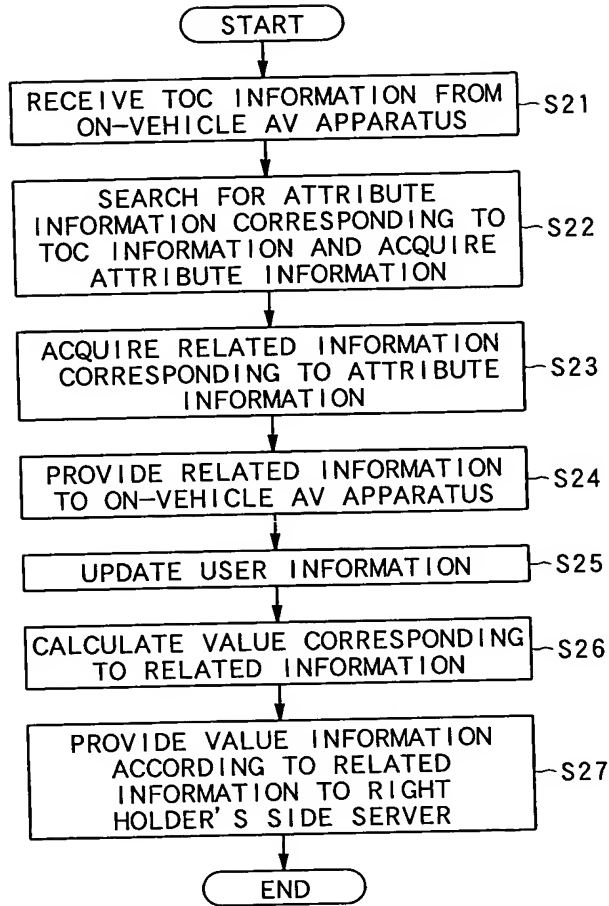 START
RECEIVE TOC INFORMATION FROM
ON-VEHICLE AV APPARATUS
S21
SEARCH FOR ATTRIBUTE
INFORMATION CORRESPONDING TO
TOC INFORMATION AND ACQUIRE
ATTRIBUTE INFORMATION
S22
ACQUIRE RELATED INFORMATION
CORRESPONDING TO ATTRIBUTE
INFORMATION
S23
PROVIDE RELATED INFORMATION
TO ON-VEHICLE AV APPARATUS
S24
UPDATE USER INFORMATION
S25
CALCULATE VALUE CORRESPONDING
TO RELATED INFORMATION
S26
PROVIDE VALUE INFORMATION
ACCORDING TO RELATED
INFORMATION TO RIGHT
HOLDER'S SIDE SERVER
S27
END